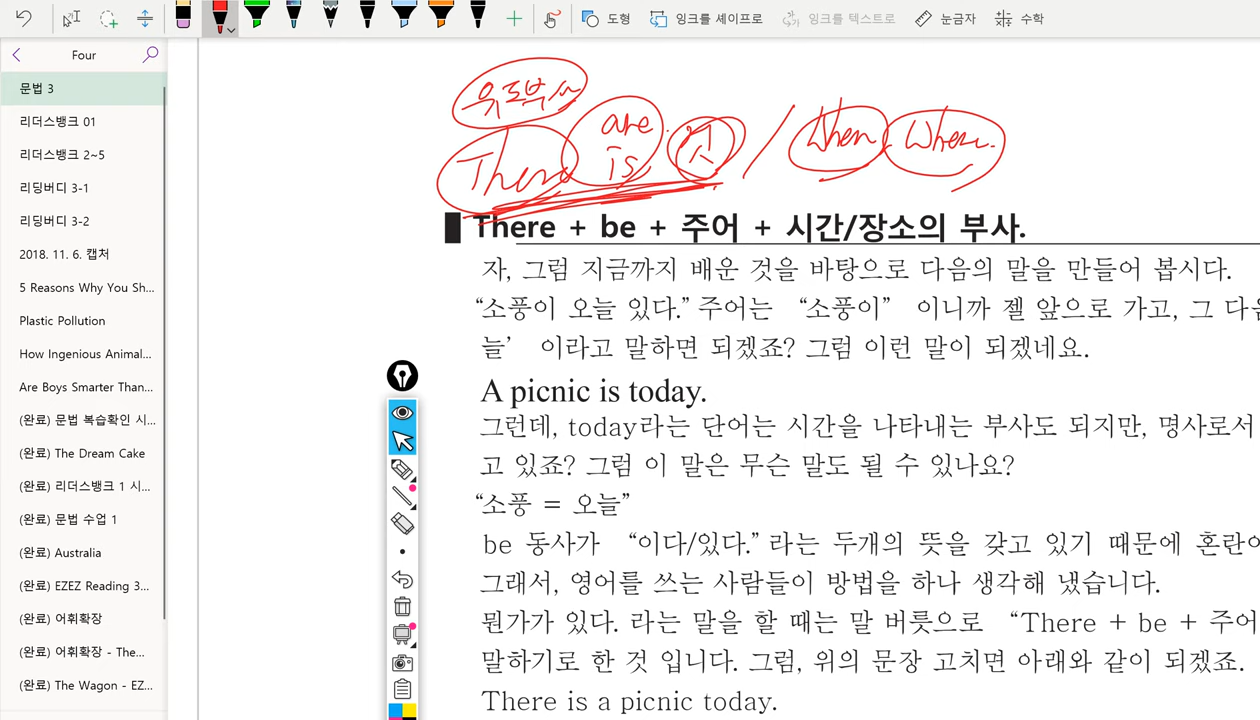 도형
잉크를 셰이프로
잉크를 텍스트로
눈금자
수학
Four
문법 3
리더스뱅크 01
리더스뱅크 2~5
리딩버디 3-1
리딩버디 3-2
2018. 11. 6. 캡처
5 Reasons Why You Sh...
Plastic Pollution
How Ingenious Animal...
Are Boys Smarter Than...
(완료) 문법 복습확인 시...
(완료) The Dream Cake
(완료) 리더스뱅크 1 시...
(완료) 문법 수업 1
(완료) Australia
(완료) EZEZ Reading 3...
(완료) 어휘확장
(완료) 어휘확장 - The...
(완료) The Wagon - EZ...
유도부사
are
There is / When Where.
There + be + 주어 + 시간/장소의 부사.
자, 그럼 지금까지 배운 것을 바탕으로 다음의 말을 만들어 봅시다.
“소풍이 오늘 있다.” 주어는 “소풍이” 이니까 젤 앞으로 가고, 그 다음
늘’ 이라고 말하면 되겠죠? 그럼 이런 말이 되겠네요.
A picnic is today.
그런데, today라는 단어는 시간을 나타내는 부사도 되지만, 명사로서
고 있죠? 그럼 이 말은 무슨 말도 될 수 있나요?
“소풍 = 오늘”
be 동사가 “이다/있다.” 라는 두개의 뜻을 갖고 있기 때문에 혼란이
그래서, 영어를 쓰는 사람들이 방법을 하나 생각해 냈습니다.
뭔가가 있다. 라는 말을 할 때는 말 버릇으로 “There + be + 주어
말하기로 한 것 입니다. 그럼, 위의 문장 고치면 아래와 같이 되겠죠.
There is a picnic today.